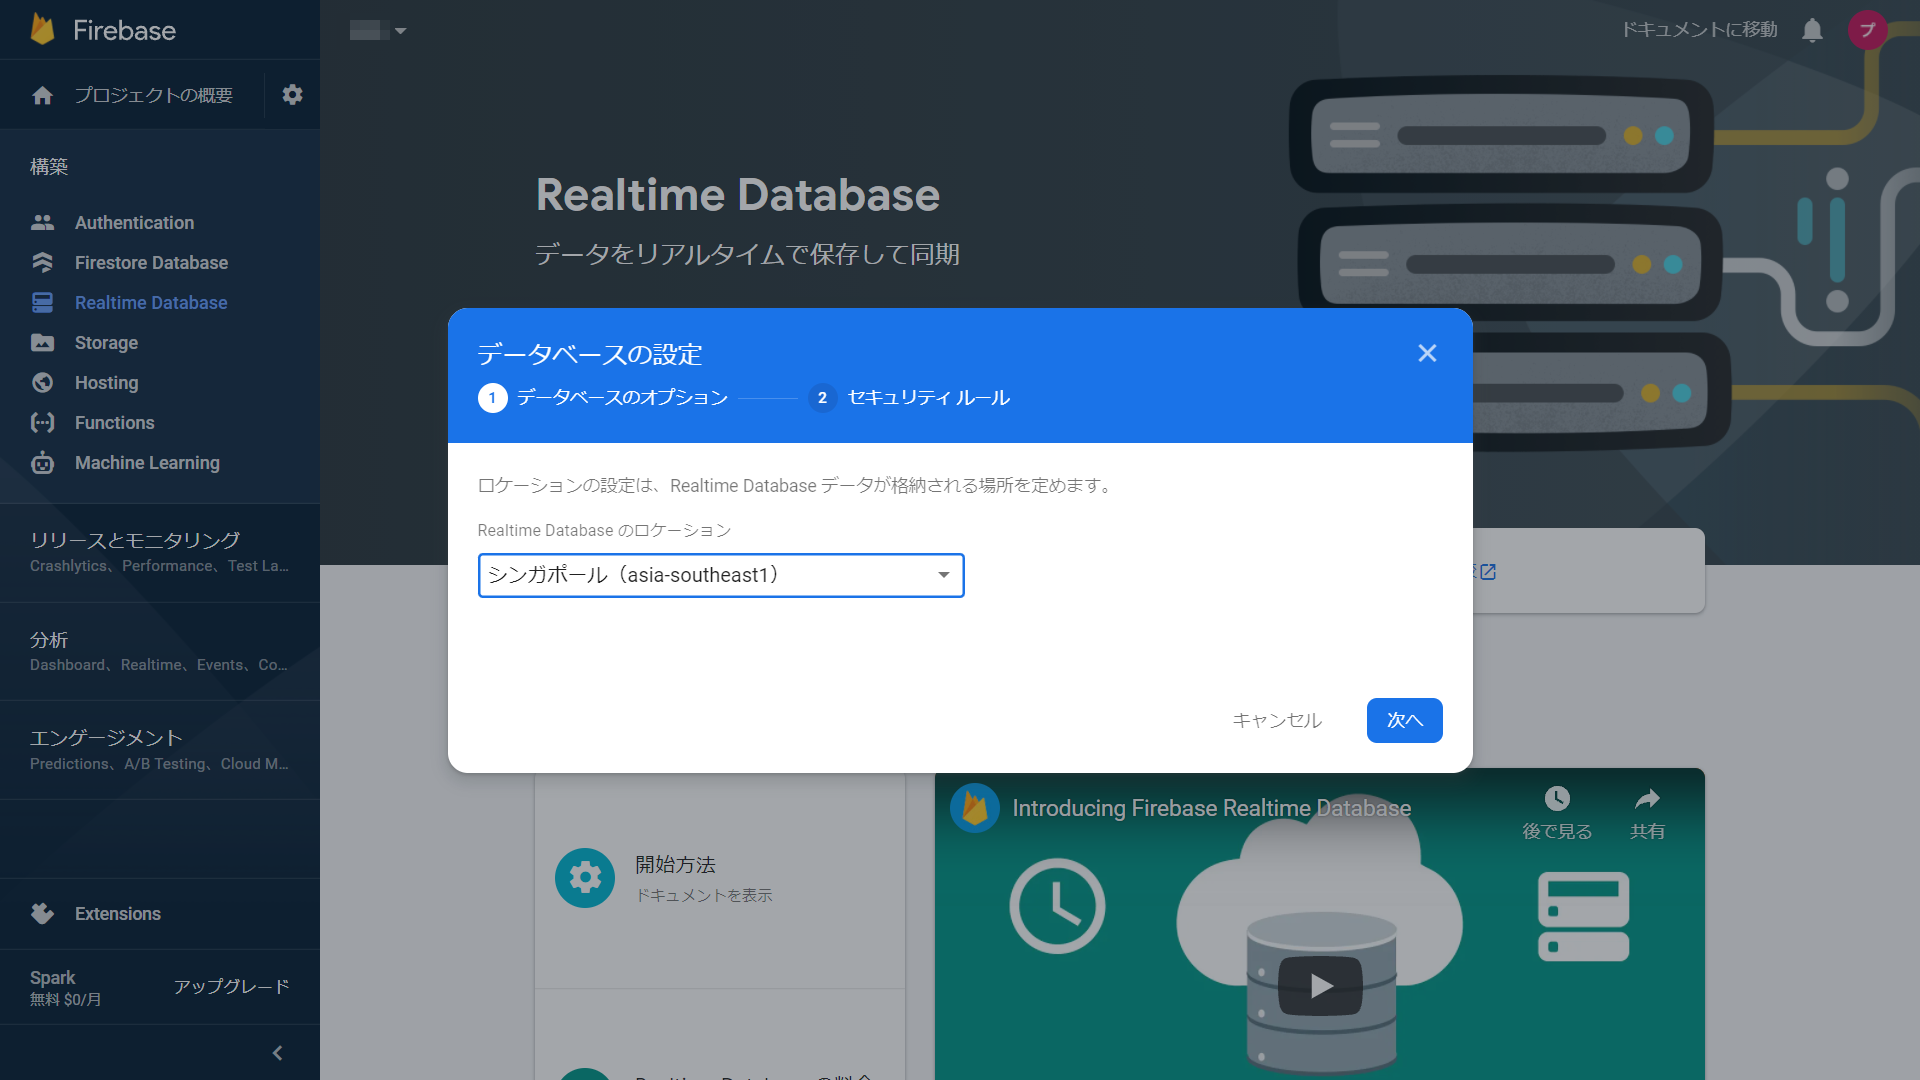 Firebase
ドキュメントに移動
プ
プロジェクトの概要
構築
Authentication
Firestore Database
Realtime Database
Storage
Hosting
Functions
Machine Learning
リリースとモニタリング
Crashlytics、Performance、Test La...
分析
Dashboard、Realtime、Events、Co...
エンゲージメント
Predictions、A/B Testing、Cloud M...
Extensions
Spark
無料 $0/月
アップグレード
Realtime Database
データをリアルタイムで保存して同期
データベースの設定
1 データベースのオプション
2 セキュリティ ルール
ロケーションの設定は、Realtime Database データが格納される場所を定めます。
Realtime Database のロケーション
シンガポール（asia-southeast1）
キャンセル
次へ
開始方法
ドキュメントを表示
Introducing Firebase Realtime Database
後で見る
共有